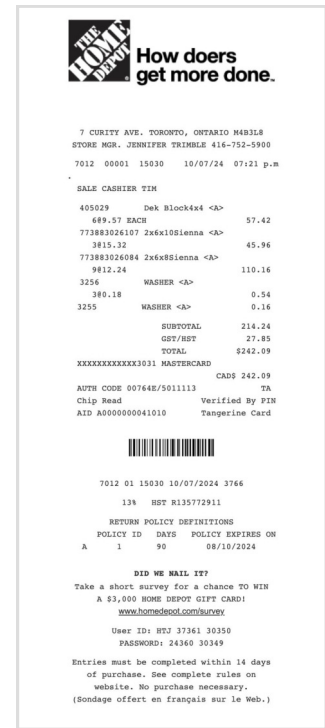 THE
HOME
DEPOT
How doers
get more done™
7 CURITY AVE. TORONTO, ONTARIO M4B3L8
STORE MGR. JENNIFER TRIMBLE 416-752-5900
7012 00001 15030 10/07/24 07:21 p.m
.
SALE CASHIER TIM
405029 Dek Block4x4 <A>
6@9.57 EACH 57.42
773883026107 2x6x10Sienna <A>
3@15.32 45.96
773883026084 2x6x8Sienna <A>
9@12.24 110.16
3256 WASHER <A>
3@0.18 0.54
3255 WASHER <A> 0.16
SUBTOTAL 214.24
GST/HST 27.85
TOTAL $242.09
XXXXXXXXXXXX3031 MASTERCARD
CAD$ 242.09
AUTH CODE 00764E/5011113 TA
Chip Read Verified By PIN
AID A0000000041010 Tangerine Card
7012 01 15030 10/07/2024 3766
13% HST R135772911
RETURN POLICY DEFINITIONS
POLICY ID DAYS POLICY EXPIRES ON
A 1 90 08/10/2024
DID WE NAIL IT?
Take a short survey for a chance TO WIN
A $3,000 HOME DEPOT GIFT CARD!
www.homedepot.com/survey
User ID: HTJ 37361 30350
PASSWORD: 24360 30349
Entries must be completed within 14 days
of purchase. See complete rules on
website. No purchase necessary.
(Sondage offert en français sur le Web.)